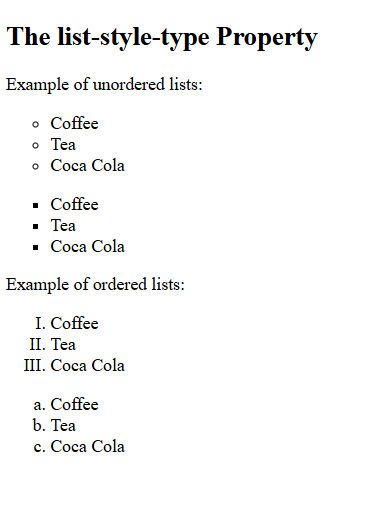 The list-style-type Property
Example of unordered lists:
Coffee
Tea
Coca Cola
Coffee
Tea
Coca Cola
Example of ordered lists:
I. Coffee
II. Tea
III. Coca Cola
a. Coffee
b. Tea
c. Coca Cola